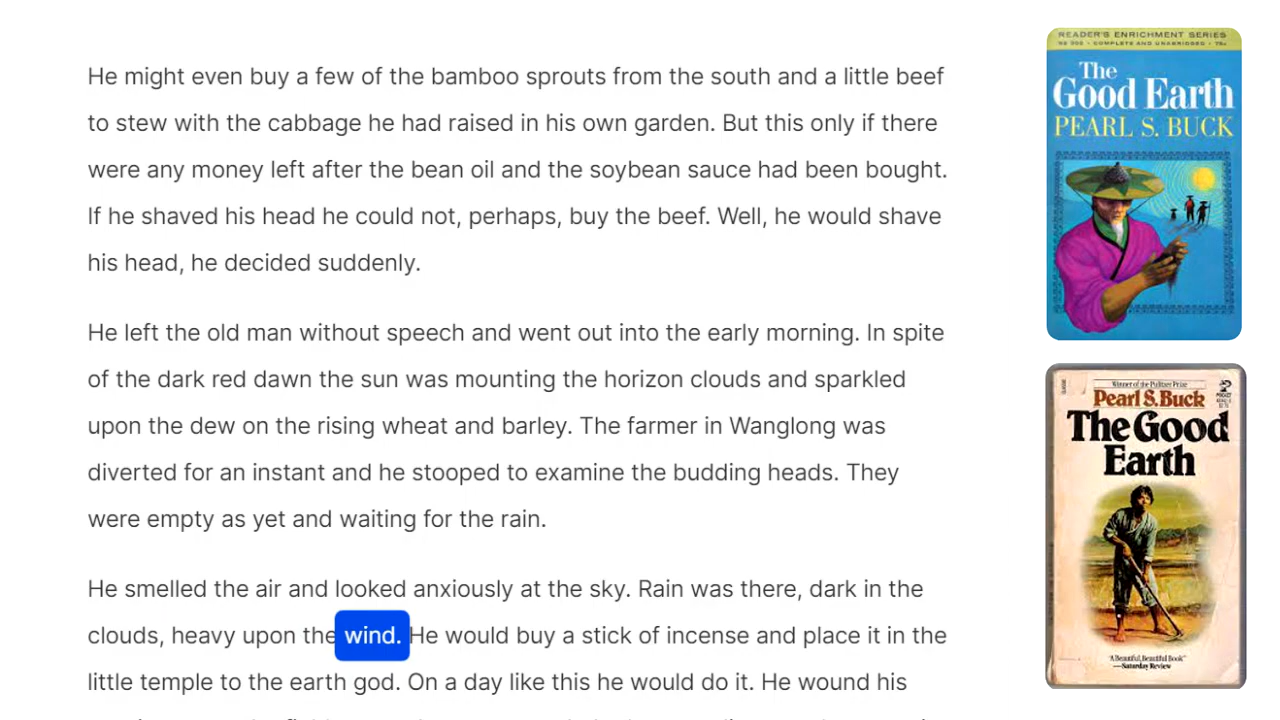 He might even buy a few of the bamboo sprouts from the south and a little beef
to stew with the cabbage he had raised in his own garden. But this only if there
were any money left after the bean oil and the soybean sauce had been bought.
If he shaved his head he could not, perhaps, buy the beef. Well, he would shave
his head, he decided suddenly.
He left the old man without speech and went out into the early morning. In spite
of the dark red dawn the sun was mounting the horizon clouds and sparkled
upon the dew on the rising wheat and barley. The farmer in Wanglong was
diverted for an instant and he stooped to examine the budding heads. They
were empty as yet and waiting for the rain.
He smelled the air and looked anxiously at the sky. Rain was there, dark in the
clouds, heavy upon the wind. He would buy a stick of incense and place it in the
little temple to the earth god. On a day like this he would do it. He wound his
READER'S ENRICHMENT SERIES
COMPLETE AND UNABRIDGED
The
Good Earth
PEARL S. BUCK
Winner of the Pulitzer Prize
Pearl S. Buck
The Good
Earth
"A Beautiful, Beautiful Book"
—Saturday Review